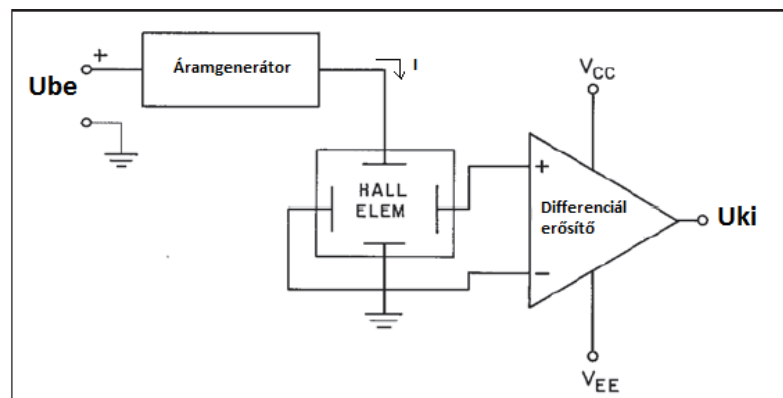 +
Áramgenerátor
I
Ube
VCC
HALL
ELEM
+
Differenciál
erősítő
Uki
−
VEE